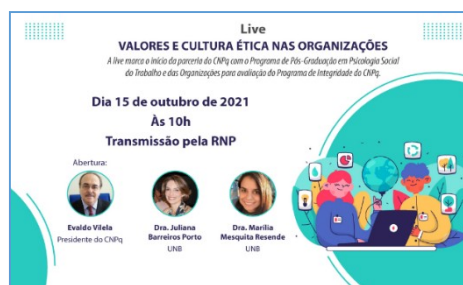 Live
VALORES E CULTURA ÉTICA NAS ORGANIZAÇÕES
A live marca o início da parceria do CNPq com o Programa de Pós-Graduação em Psicologia Social
do Trabalho e das Organizações para avaliação do Programa de Integridade do CNPq.
Dia 15 de outubro de 2021
Às 10h
Transmissão pela RNP
Abertura:
Evaldo Vilela
Presidente do CNPq
Dra. Juliana
Barreiros Porto
UNB
Dra. Marília
Mesquita Resende
UNB